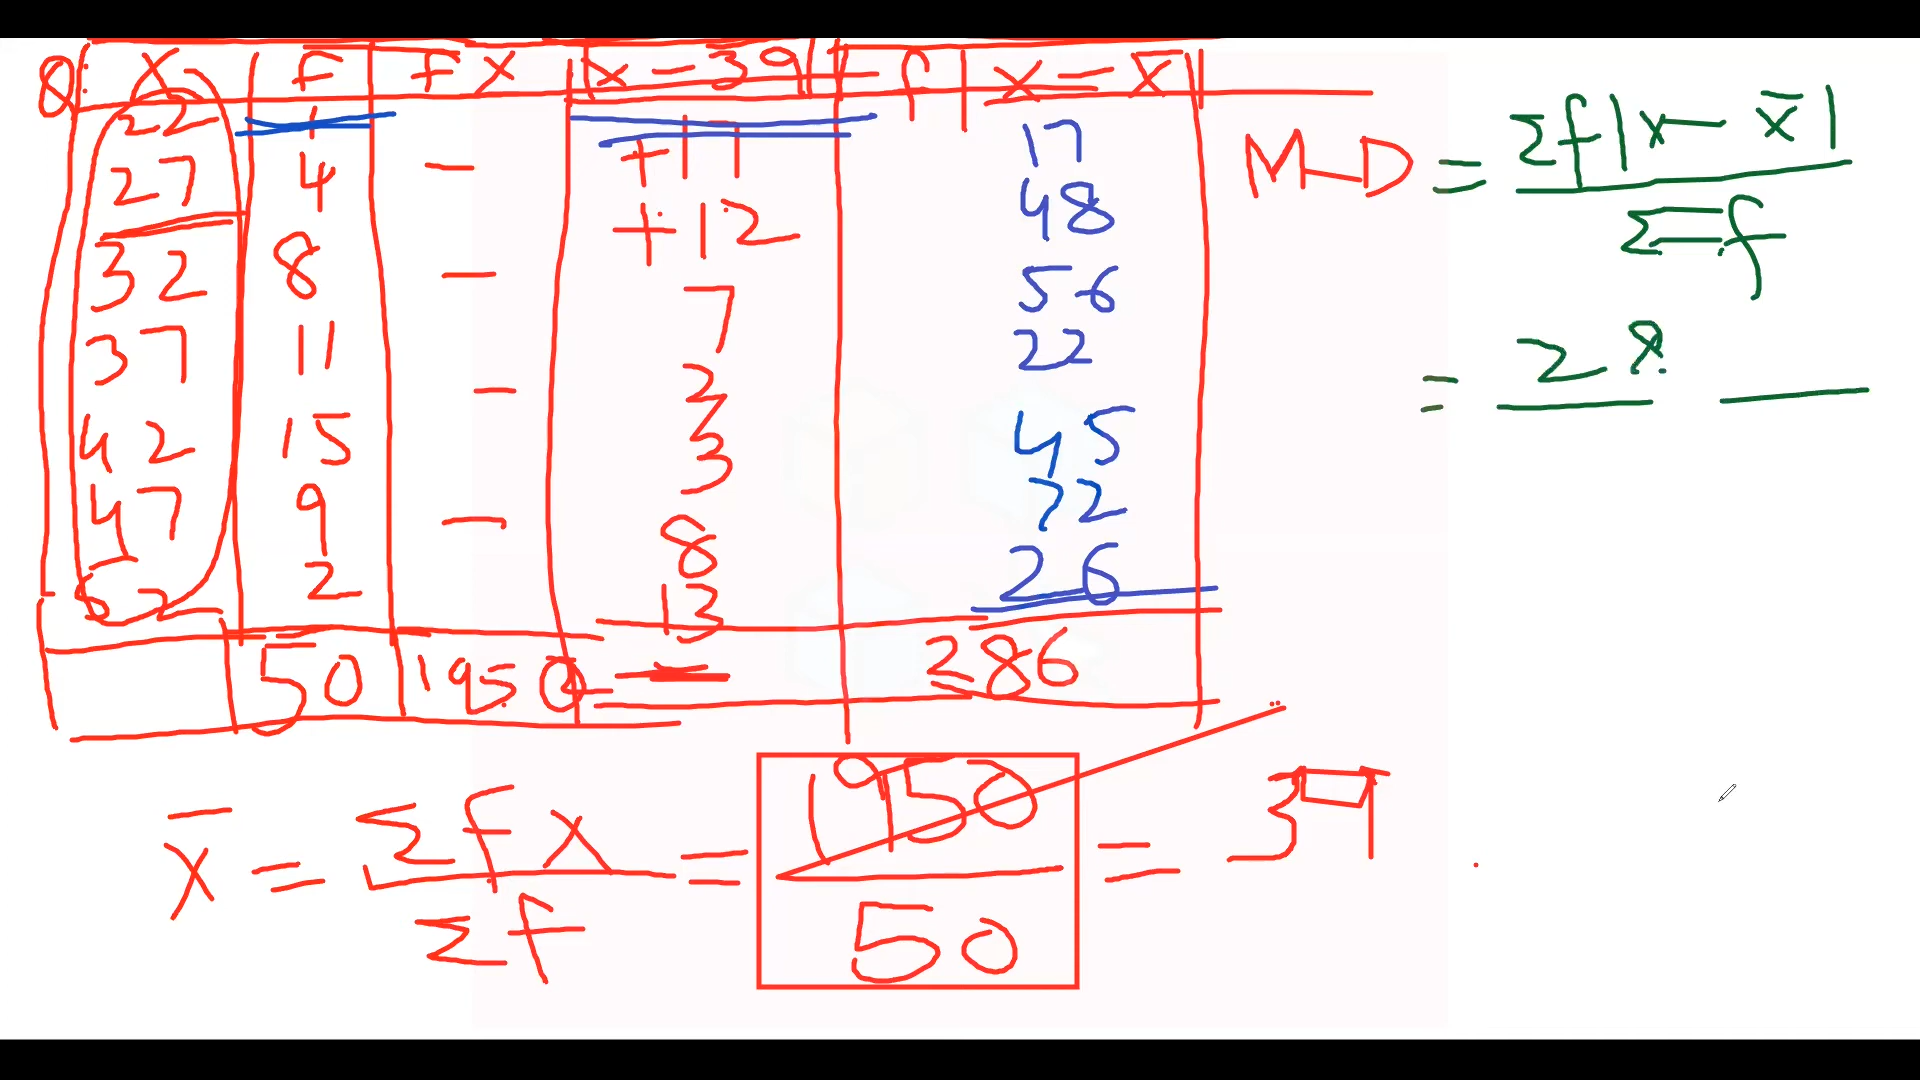 8: x F Fx |x - 39| f|x - x̄|
22 1 +17 17
27 4 - +12 48
32 8 - 7 56
37 11 2 22
42 15 - 3 45
47 9 8 72
52 2 - 13 26
50 1950 286
M-D = Σf|x - x̄| / Σ=f
= 28
x̄ = Σfx / Σf = 1950 / 50 = 39